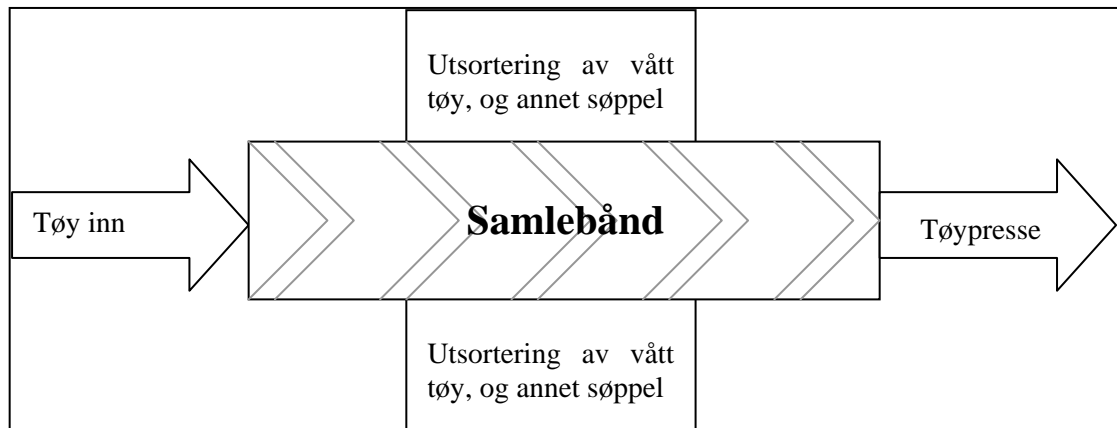 Utsortering av vått
tøy, og annet søppel
Tøy inn
Samlebånd
Tøypresse
Utsortering av vått
tøy, og annet søppel